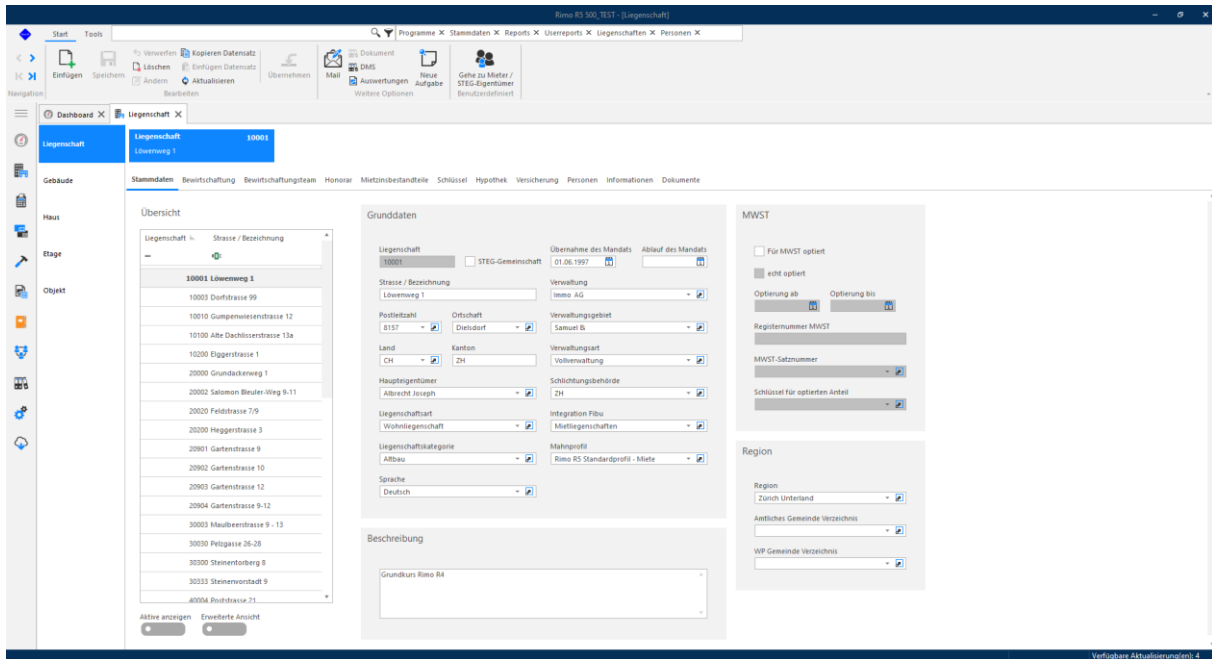 Rimo R5 500_TEST - [Liegenschaft]
Start Tools
Programme Stammdaten Reports Userreports Liegenschaften Personen
Einfügen Speichern
Verwerfen Kopieren Datensatz
Löschen Einfügen Datensatz
Ändern Aktualisieren
Übernehmen
Mail
Dokument
DMS
Auswertungen
Neue Aufgabe
Gehe zu Mieter /
STEG-Eigentümer
Navigation Bearbeiten Weitere Optionen Benutzerdefiniert
Dashboard Liegenschaft
Liegenschaft
Gebäude
Haus
Etage
Objekt
Liegenschaft 10001
Löwenweg 1
Stammdaten Bewirtschaftung Bewirtschaftungsteam Honorar Mietzinsbestandteile Schlüssel Hypothek Versicherung Personen Informationen Dokumente
Übersicht
Liegenschaft Strasse / Bezeichnung
10001 Löwenweg 1
10003 Dorfstrasse 99
10010 Gumpenwiesenstrasse 12
10100 Alte Dachlisserstrasse 13a
10200 Elggerstrasse 1
20000 Grundackerweg 1
20002 Salomon Bleuler-Weg 9-11
20020 Feldstrasse 7/9
20200 Heggerstrasse 3
20901 Gartenstrasse 9
20902 Gartenstrasse 10
20903 Gartenstrasse 12
20904 Gartenstrasse 9-12
30003 Maulbeerstrasse 9 - 13
30030 Pelzgasse 26-28
30300 Steinentorberg 8
30333 Steinenvorstadt 9
40004 Poststrasse 21
Aktive anzeigen Erweiterte Ansicht
Grunddaten
Liegenschaft Übernahme des Mandats Ablauf des Mandats
10001 STEG-Gemeinschaft 01.06.1997
Strasse / Bezeichnung Verwaltung
Löwenweg 1 Immo AG
Postleitzahl Ortschaft Verwaltungsgebiet
8157 Dielsdorf Samuel B.
Land Kanton Verwaltungsart
CH ZH Vollverwaltung
Haupteigentümer Schlichtungsbehörde
Albrecht Joseph ZH
Liegenschaftsart Integration Fibu
Wohnliegenschaft Mietliegenschaften
Liegenschaftskategorie Mahnprofil
Altbau Rimo R5 Standardprofil - Miete
Sprache
Deutsch
Beschreibung
Grundkurs Rimo R4
MWST
Für MWST optiert
echt optiert
Optierung ab Optierung bis
Registernummer MWST
MWST-Satznummer
Schlüssel für optierten Anteil
Region
Region
Zürich Unterland
Amtliches Gemeinde Verzeichnis
WP Gemeinde Verzeichnis
Verfügbare Aktualisierung(en): 4